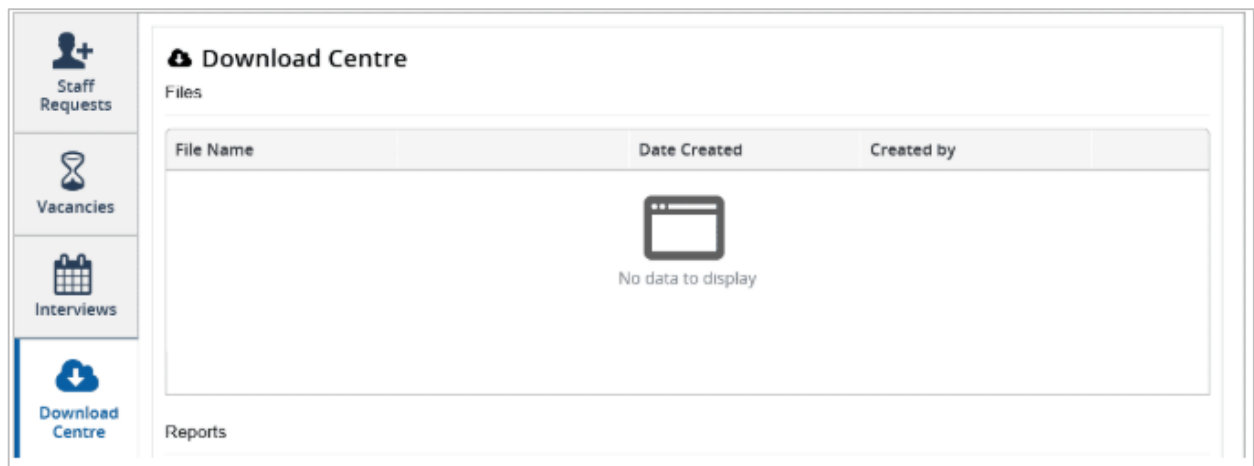 Staff
Requests
Vacancies
Interviews
Download
Centre
Download Centre
Files
File Name Date Created Created by
No data to display
Reports